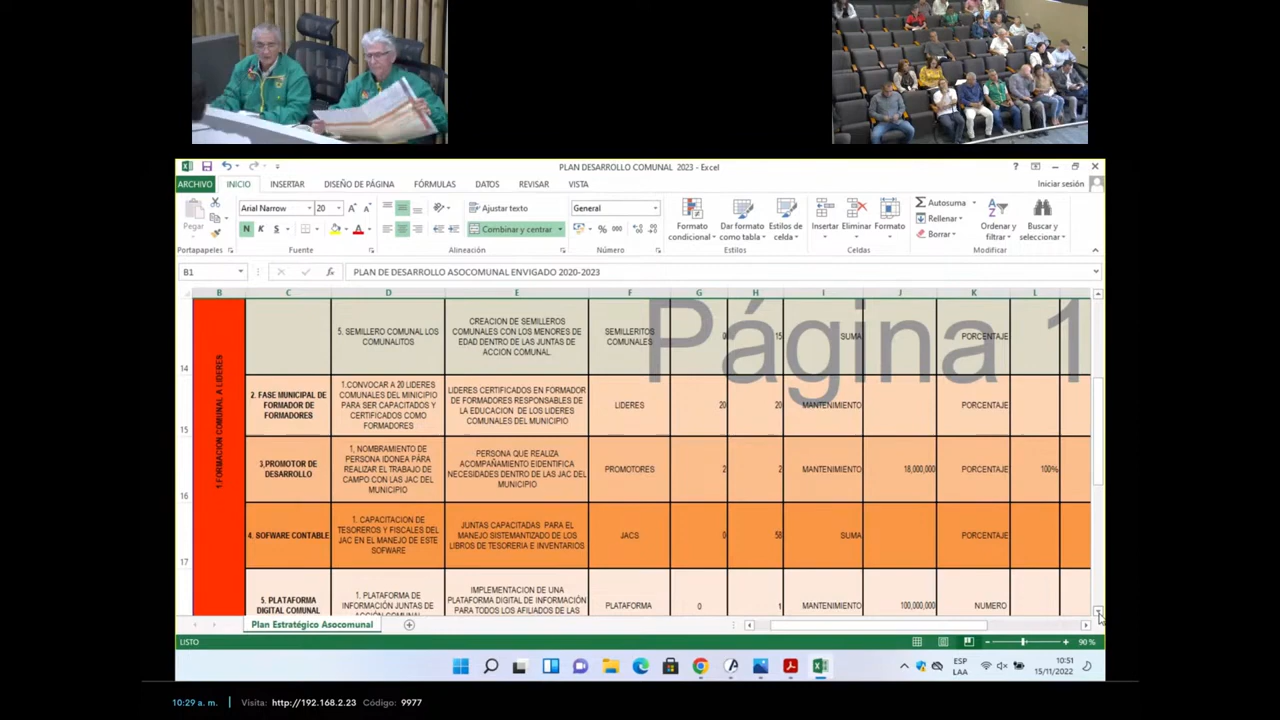 PLAN DESARROLLO COMUNAL 2023 - Excel
ARCHIVO INICIO INSERTAR DISEÑO DE PÁGINA FÓRMULAS DATOS REVISAR VISTA Iniciar sesión
Pegar
Arial Narrow 20
N K S
Ajustar texto
Combinar y centrar
General
% 000
Formato condicional
Dar formato como tabla
Estilos de celda
Insertar Eliminar Formato
Autosuma
Rellenar
Borrar
Ordenar y filtrar
Buscar y seleccionar
Portapapeles Fuente Alineación Número Estilos Celdas Modificar
B1 fx PLAN DE DESARROLLO ASOCOMUNAL ENVIGADO 2020-2023
B C D E F G H I J K L
Página 1
1.FORMACION COMUNAL A LIDERES
14
5. SEMILLERO COMUNAL LOS
COMUNALITOS
CREACION DE SEMILLEROS
COMUNALES CON LOS MENORES DE
EDAD DENTRO DE LAS JUNTAS DE
ACCION COMUNAL.
SEMILLERITOS
COMUNALES
0 15 SUMA PORCENTAJE
15
2. FASE MUNICIPAL DE
FORMADOR DE
FORMADORES
1.CONVOCAR A 20 LIDERES
COMUNALES DEL MINICIPIO
PARA SER CAPACITADOS Y
CERTIFICADOS COMO
FORMADORES
LIDERES CERTIFICADOS EN FORMADOR
DE FORMADORES RESPONSABLES DE
LA EDUCACION DE LOS LIDERES
COMUNALES DEL MUNICIPIO
LIDERES 20 20 MANTENIMIENTO PORCENTAJE
16
3,PROMOTOR DE
DESARROLLO
1. NOMBRAMIENTO DE
PERSONA IDONEA PÁRA
REALIZAR EL TRABAJO DE
CAMPO CON LAS JAC DEL
MUNICIPIO
PERSONA QUE REALIZA
ACOMPAÑAMIENTO EIDENTIFICA
NECESIDADES DENTRO DE LAS JAC DEL
MUNICIPIO
PROMOTORES 2 2 MANTENIMIENTO 18,000,000 PORCENTAJE 100%
17
4. SOFWARE CONTABLE
1. CAPACITACION DE
TESOREROS Y FISCALES DEL
JAC EN EL MANEJO DE ESTE
SOFWARE
JUNTAS CAPACITADAS PARA EL
MANEJO SISTEMANTIZADO DE LOS
LIBROS DE TESORERIA E INVENTARIOS
JACS 0 58 SUMA PORCENTAJE
5. PLATAFORMA
DIGITAL COMUNAL
1. PLATAFORMA DE
INFORMACIÓN JUNTAS DE
IMPLEMENTACION DE UNA
PLATAFORMA DIGITAL DE INFORMACIÓN
PARA TODOS LOS AFILIADOS DE LAS
PLATAFORMA 0 1 MANTENIMIENTO 100,000,000 NUMERO
Plan Estratégico Asocomunal
LISTO 90 %
ESP
LAA
10:51
15/11/2022
10:29 a. m. Visita: http://192.168.2.23 Código: 9977